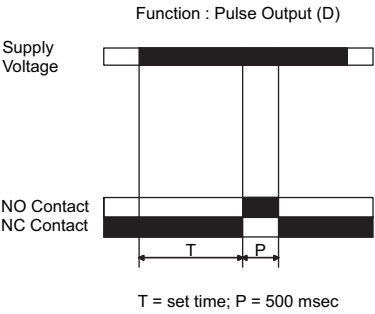 Function : Pulse Output (D)
Supply
Voltage
NO Contact
NC Contact
T
P
T = set time; P = 500 msec